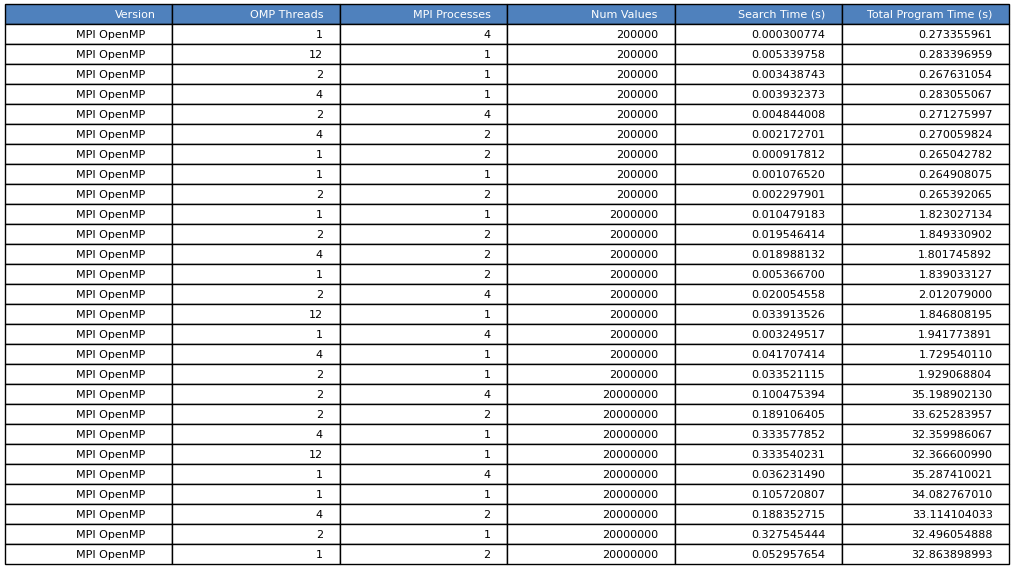 Version OMP Threads MPI Processes Num Values Search Time (s) Total Program Time (s)
MPI OpenMP 1 4 200000 0.000300774 0.273355961
MPI OpenMP 12 1 200000 0.005339758 0.283396959
MPI OpenMP 2 1 200000 0.003438743 0.267631054
MPI OpenMP 4 1 200000 0.003932373 0.283055067
MPI OpenMP 2 4 200000 0.004844008 0.271275997
MPI OpenMP 4 2 200000 0.002172701 0.270059824
MPI OpenMP 1 2 200000 0.000917812 0.265042782
MPI OpenMP 1 1 200000 0.001076520 0.264908075
MPI OpenMP 2 2 200000 0.002297901 0.265392065
MPI OpenMP 1 1 2000000 0.010479183 1.823027134
MPI OpenMP 2 2 2000000 0.019546414 1.849330902
MPI OpenMP 4 2 2000000 0.018988132 1.801745892
MPI OpenMP 1 2 2000000 0.005366700 1.839033127
MPI OpenMP 2 4 2000000 0.020054558 2.012079000
MPI OpenMP 12 1 2000000 0.033913526 1.846808195
MPI OpenMP 1 4 2000000 0.003249517 1.941773891
MPI OpenMP 4 1 2000000 0.041707414 1.729540110
MPI OpenMP 2 1 2000000 0.033521115 1.929068804
MPI OpenMP 2 4 20000000 0.100475394 35.198902130
MPI OpenMP 2 2 20000000 0.189106405 33.625283957
MPI OpenMP 4 1 20000000 0.333577852 32.359986067
MPI OpenMP 12 1 20000000 0.333540231 32.366600990
MPI OpenMP 1 4 20000000 0.036231490 35.287410021
MPI OpenMP 1 1 20000000 0.105720807 34.082767010
MPI OpenMP 4 2 20000000 0.188352715 33.114104033
MPI OpenMP 2 1 20000000 0.327545444 32.496054888
MPI OpenMP 1 2 20000000 0.052957654 32.863898993